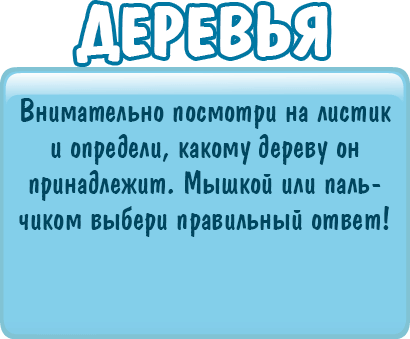 ДЕРЕВЬЯ
Внимательно посмотри на листик
и определи, какому дереву он
принадлежит. Мышкой или паль-
чиком выбери правильный ответ!